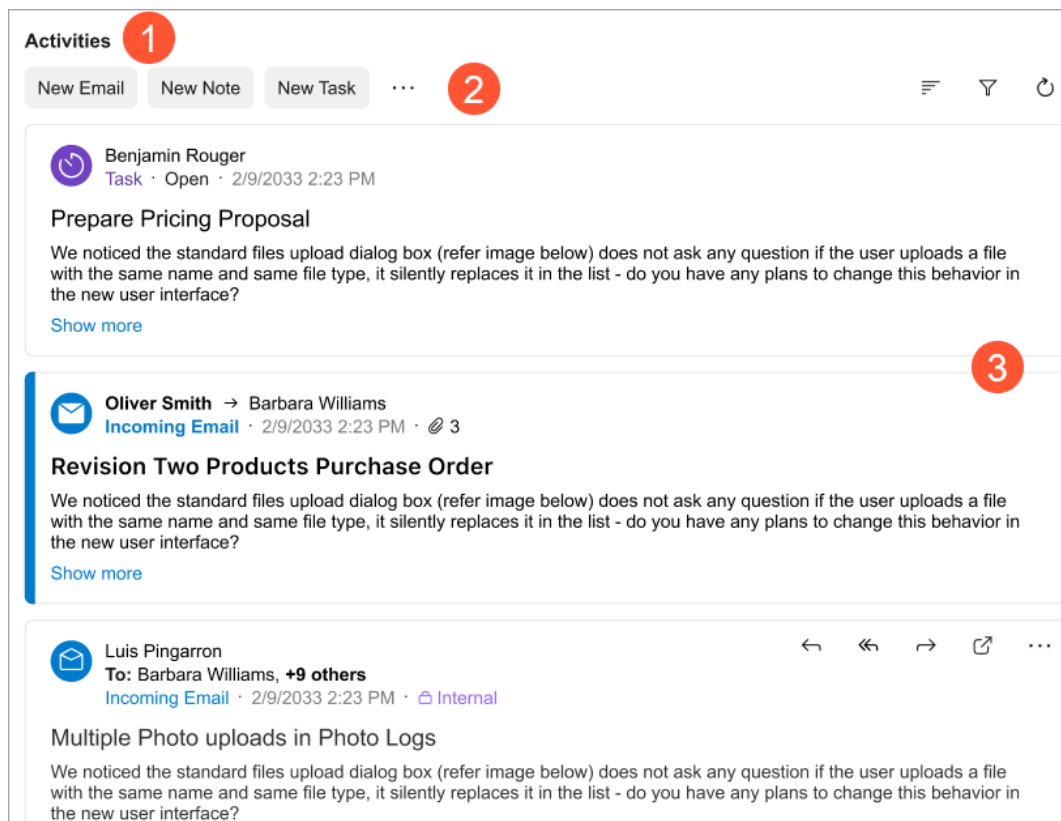 Activities 1
New Email New Note New Task ··· 2
Benjamin Rouger
Task · Open · 2/9/2033 2:23 PM
Prepare Pricing Proposal
We noticed the standard files upload dialog box (refer image below) does not ask any question if the user uploads a file
with the same name and same file type, it silently replaces it in the list - do you have any plans to change this behavior in
the new user interface?
Show more
3
Oliver Smith → Barbara Williams
Incoming Email · 2/9/2033 2:23 PM · 3
Revision Two Products Purchase Order
We noticed the standard files upload dialog box (refer image below) does not ask any question if the user uploads a file
with the same name and same file type, it silently replaces it in the list - do you have any plans to change this behavior in
the new user interface?
Show more
Luis Pingarron
To: Barbara Williams, +9 others
Incoming Email · 2/9/2033 2:23 PM · Internal
Multiple Photo uploads in Photo Logs
We noticed the standard files upload dialog box (refer image below) does not ask any question if the user uploads a file
with the same name and same file type, it silently replaces it in the list - do you have any plans to change this behavior in
the new user interface?